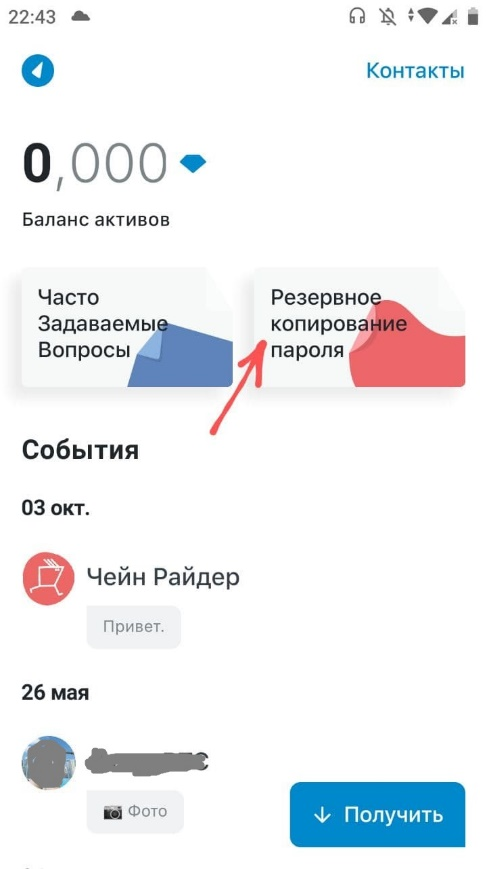 22:43
Контакты
0,000
Баланс активов
Часто
Задаваемые
Вопросы
Резервное
копирование
пароля
События
03 окт.
Чейн Райдер
Привет.
26 мая
Фото
Получить